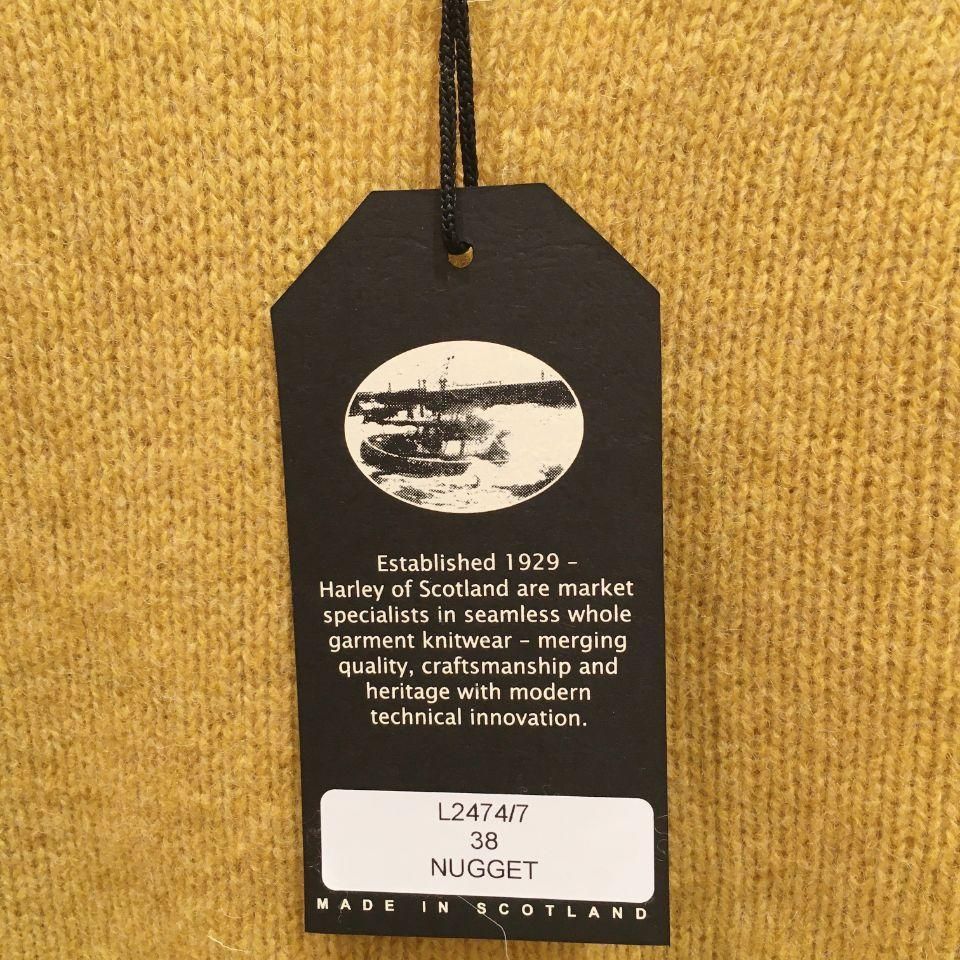 Established 1929 –
Harley of Scotland are market
specialists in seamless whole
garment knitwear – merging
quality, craftsmanship and
heritage with modern
technical innovation.
L2474/7
38
NUGGET
MADE IN SCOTLAND